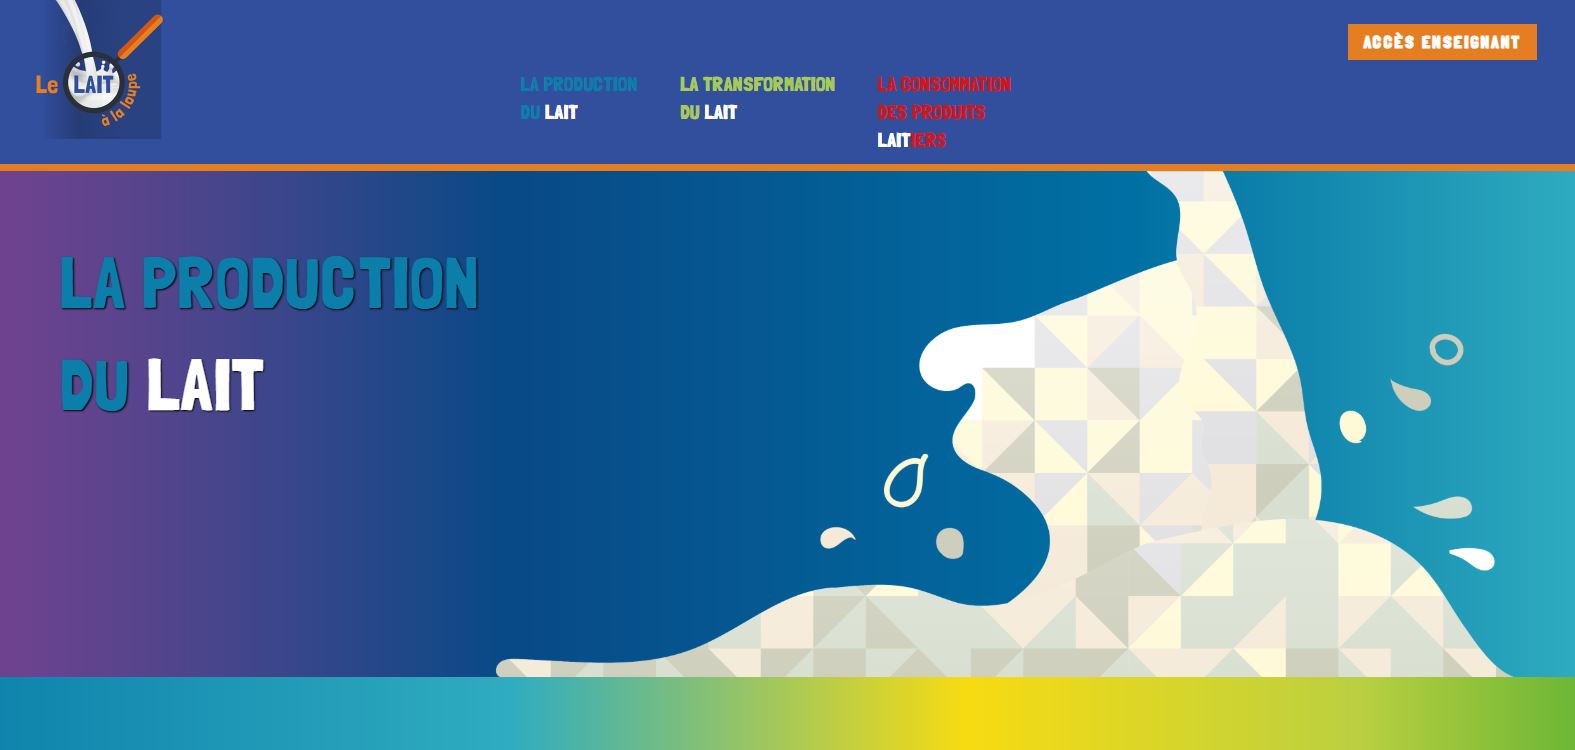 Le LAIT
à la loupe
ACCÈS ENSEIGNANT
LA PRODUCTION
DU LAIT
LA TRANSFORMATION
DU LAIT
LA CONSOMMATION
DES PRODUITS
LAITIERS
LA PRODUCTION
DU LAIT